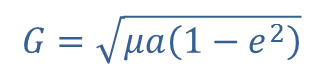 G = √(μa(1 − e²))